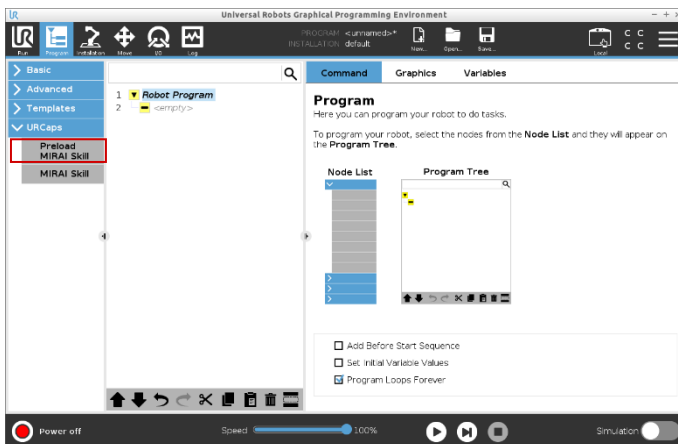 Universal Robots Graphical Programming Environment
UR
Run
Program
Installation
Move
I/O
Log
PROGRAM <unnamed>*
INSTALLATION default
New...
Open...
Save...
Local
C C
C C
Basic
Advanced
Templates
URCaps
Preload
MIRAI Skill
MIRAI Skill
1 Robot Program
2 <empty>
Command Graphics Variables
Program
Here you can program your robot to do tasks.
To program your robot, select the nodes from the Node List and they will appear on
the Program Tree.
Node List Program Tree
Add Before Start Sequence
Set Initial Variable Values
Program Loops Forever
Power off
Speed 100%
Simulation